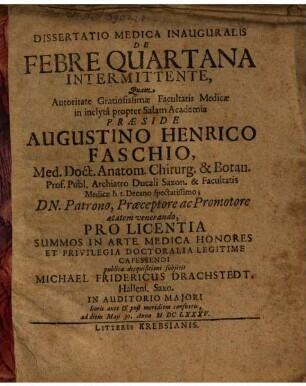 DISSERTATIO MEDICA INAUGURALIS
DE
FEBRE QUARTANA
INTERMITTENTE,
Quam
Autoritate Gratiosissimæ Facultatis Medicæ
in inclytâ propter Salam Academia
PRÆSIDE
AUGUSTINO HENRICO
FASCHIO,
Med. Doct. Anatom. Chirurg. & Botan.
Prof. Publ. Archiatro Ducali Saxon. & Facultatis
Medicæ h. t. Decano spectatissimo;
DN. Patrono, Præceptore ac Promotore
ætatem venerando,
PRO LICENTIA
SUMMOS IN ARTE MEDICA HONORES
ET PRIVILEGIA DOCTORALIA LEGITIME
CAPESSENDI
publicæ disquisitioni subjicit
MICHAEL FRIDERICUS DRACHSTEDT,
Hallens. Saxo.
IN AUDITORIO MAJORI
horis ante & post meridiem consuetis,
ad diem Maji 30. Anno M DC LXXXV.
LITTERIS KREBSIANIS.